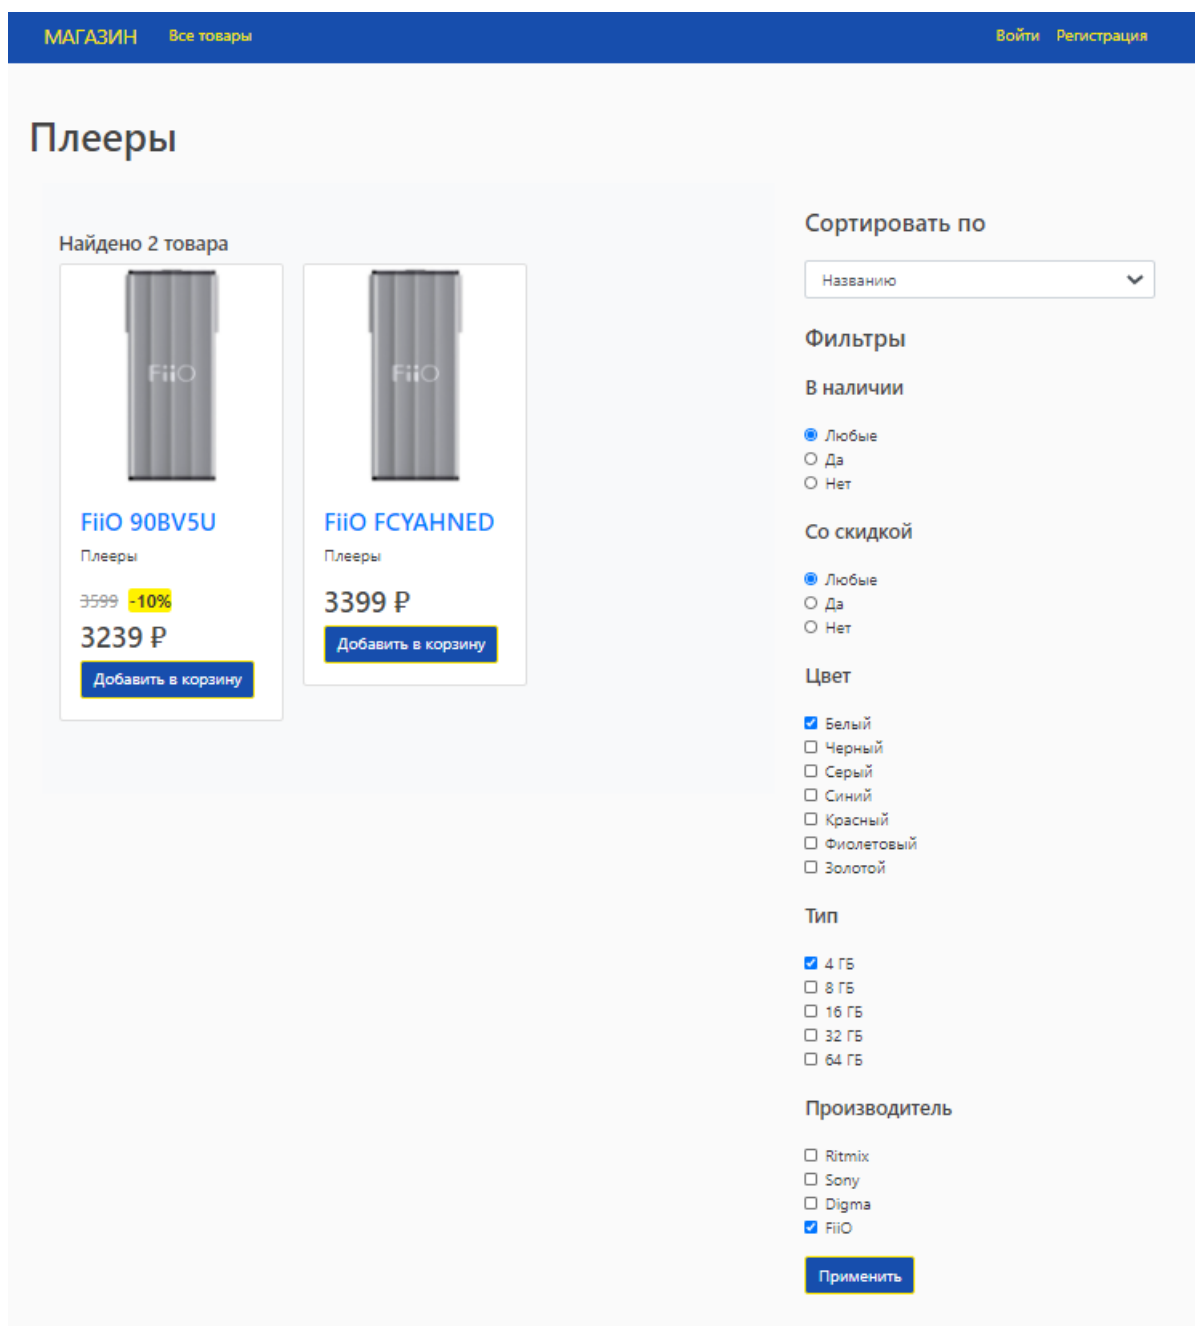 МАГАЗИН Все товары Войти Регистрация
Плееры
Найдено 2 товара
FiiO
FiiO 90BV5U
Плееры
3599 -10%
3239 ₽
Добавить в корзину
FiiO
FiiO FCYAHNED
Плееры
3399 ₽
Добавить в корзину
Сортировать по
Названию
Фильтры
В наличии
Любые
Да
Нет
Со скидкой
Любые
Да
Нет
Цвет
Белый
Черный
Серый
Синий
Красный
Фиолетовый
Золотой
Тип
4 ГБ
8 ГБ
16 ГБ
32 ГБ
64 ГБ
Производитель
Ritmix
Sony
Digma
FiiO
Применить